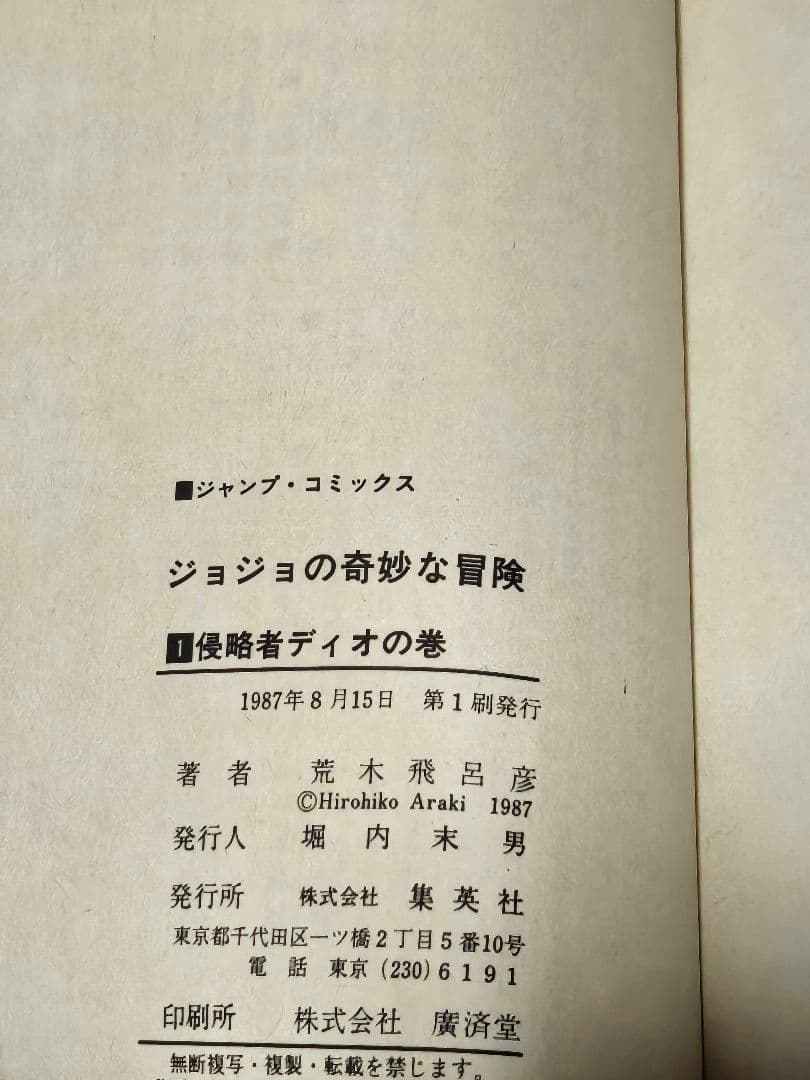 ■ジャンプ・コミックス
ジョジョの奇妙な冒険
1侵略者ディオの巻
1987年8月15日 第1刷発行
著者 荒木飛呂彦
©Hirohiko Araki 1987
発行人 堀内末男
発行所 株式会社 集英社
東京都千代田区一ツ橋2丁目5番10号
電話 東京(230)6191
印刷所 株式会社 廣済堂
無断複写・複製・転載を禁じます。